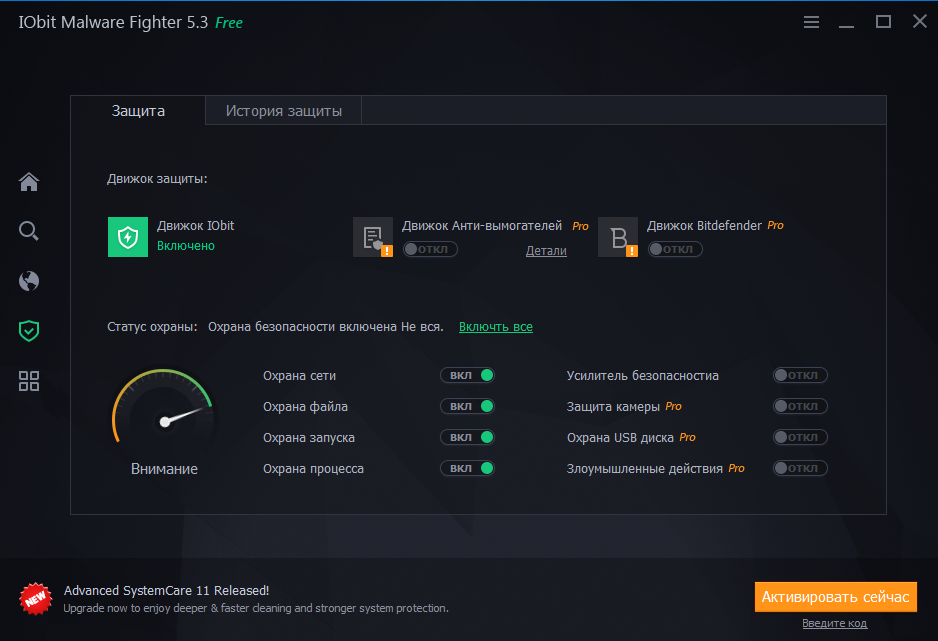 IObit Malware Fighter 5.3 Free
Защита
История защиты
Движок защиты:
Движок IObit
Включено
Движок Анти-вымогателей Pro
ОТКЛ
Детали
Движок Bitdefender Pro
ОТКЛ
Статус охраны: Охрана безопасности включена Не вся. Включть все
Внимание
Охрана сети ВКЛ
Охрана файла ВКЛ
Охрана запуска ВКЛ
Охрана процесса ВКЛ
Усилитель безопасностиа ОТКЛ
Защита камеры Pro ОТКЛ
Охрана USB диска Pro ОТКЛ
Злоумышленные действия Pro ОТКЛ
NEW
Advanced SystemCare 11 Released!
Upgrade now to enjoy deeper & faster cleaning and stronger system protection.
Активировать сейчас
Введите код